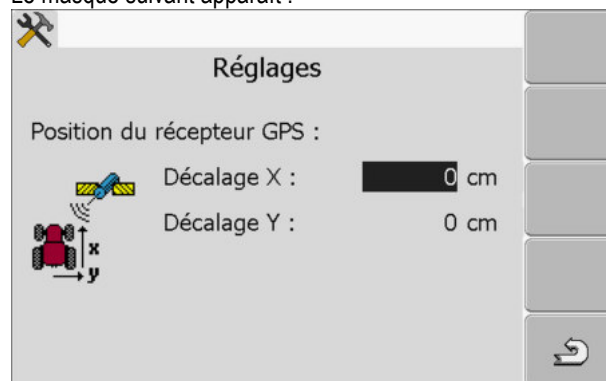 Le masque suivant apparaît :
Réglages
Position du récepteur GPS :
Décalage X : 0 cm
Décalage Y : 0 cm
x
y